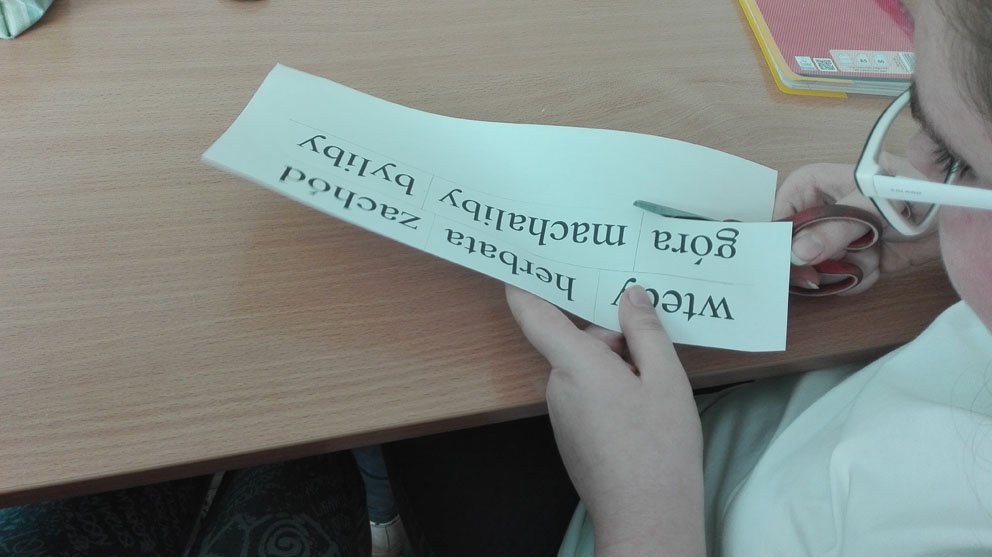 wtedy herbata zachód
góra machaliby byliby